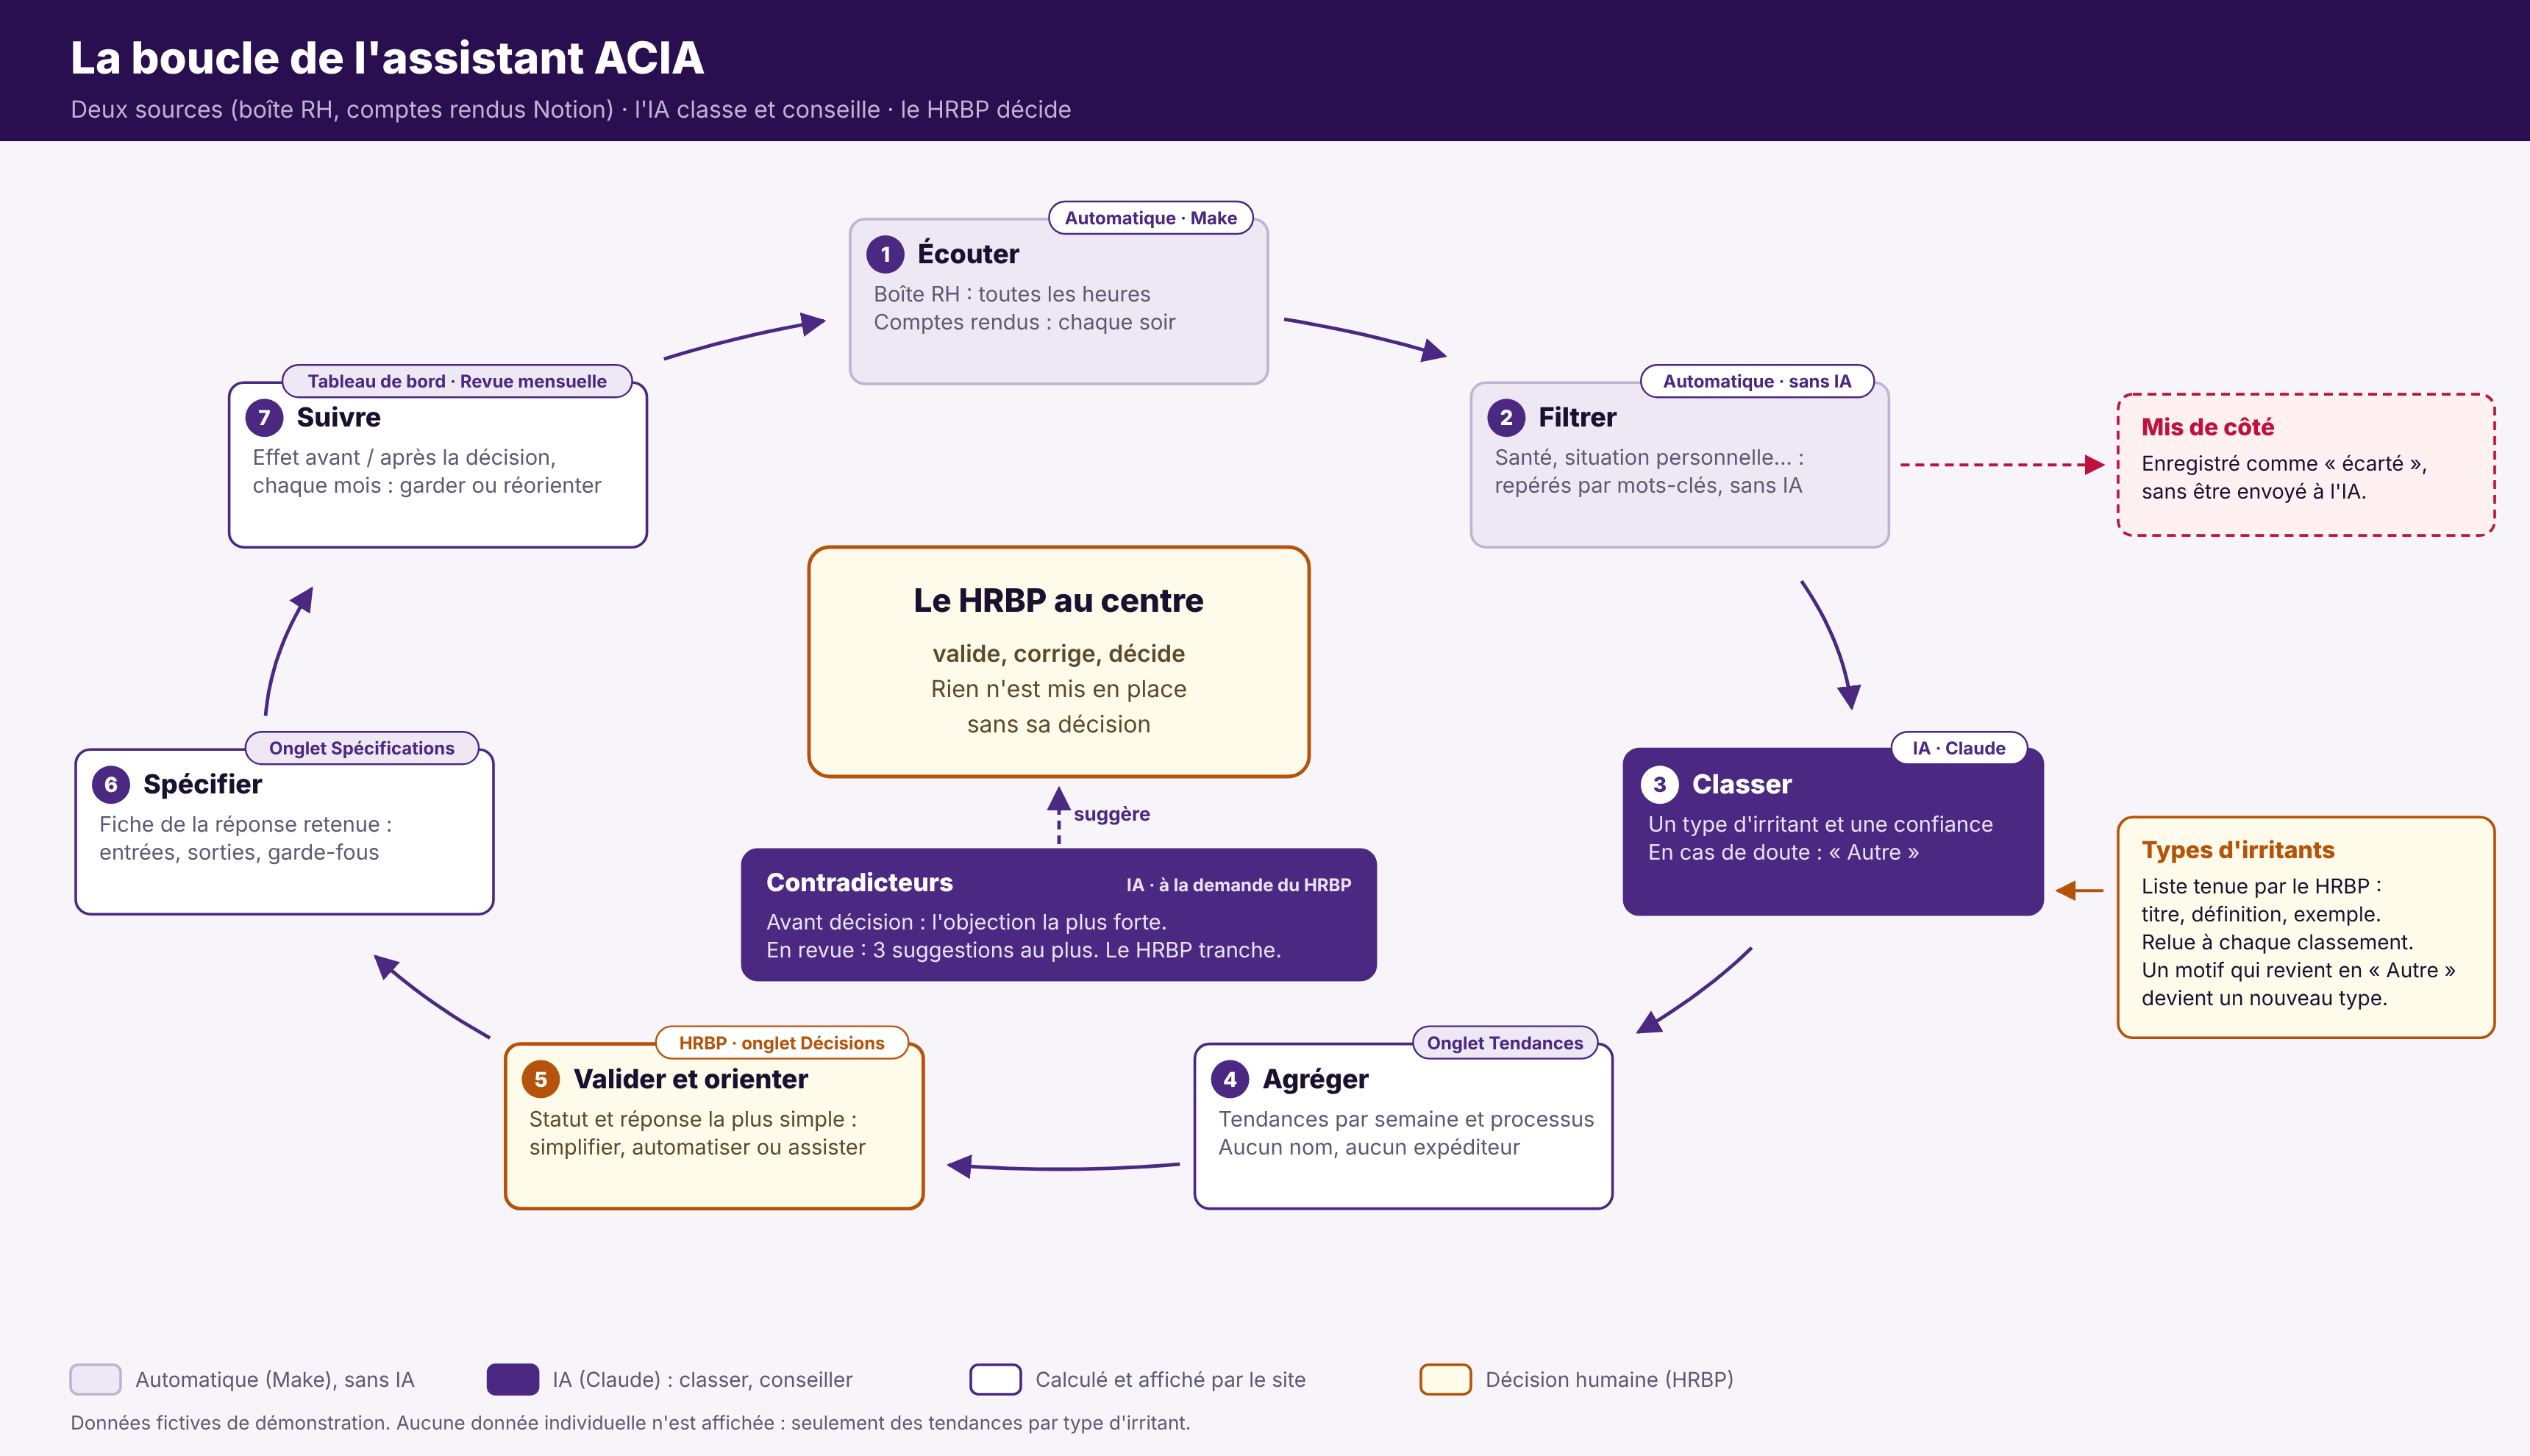 La boucle de l'assistant ACIA
Deux sources (boîte RH, comptes rendus Notion) · l'IA classe et conseille · le HRBP décide
Automatique · Make
1 Écouter
Boîte RH : toutes les heures
Comptes rendus : chaque soir
Automatique · sans IA
2 Filtrer
Santé, situation personnelle... :
repérés par mots-clés, sans IA
Mis de côté
Enregistré comme « écarté »,
sans être envoyé à l'IA.
Tableau de bord · Revue mensuelle
7 Suivre
Effet avant / après la décision,
chaque mois : garder ou réorienter
Le HRBP au centre
valide, corrige, décide
Rien n'est mis en place
sans sa décision
suggère
Contradicteurs
IA · à la demande du HRBP
Avant décision : l'objection la plus forte.
En revue : 3 suggestions au plus. Le HRBP tranche.
IA · Claude
3 Classer
Un type d'irritant et une confiance
En cas de doute : « Autre »
Types d'irritants
Liste tenue par le HRBP :
titre, définition, exemple.
Relue à chaque classement.
Un motif qui revient en « Autre »
devient un nouveau type.
Onglet Spécifications
6 Spécifier
Fiche de la réponse retenue :
entrées, sorties, garde-fous
HRBP · onglet Décisions
5 Valider et orienter
Statut et réponse la plus simple :
simplifier, automatiser ou assister
Onglet Tendances
4 Agréger
Tendances par semaine et processus
Aucun nom, aucun expéditeur
Automatique (Make), sans IA
IA (Claude) : classer, conseiller
Calculé et affiché par le site
Décision humaine (HRBP)
Données fictives de démonstration. Aucune donnée individuelle n'est affichée : seulement des tendances par type d'irritant.